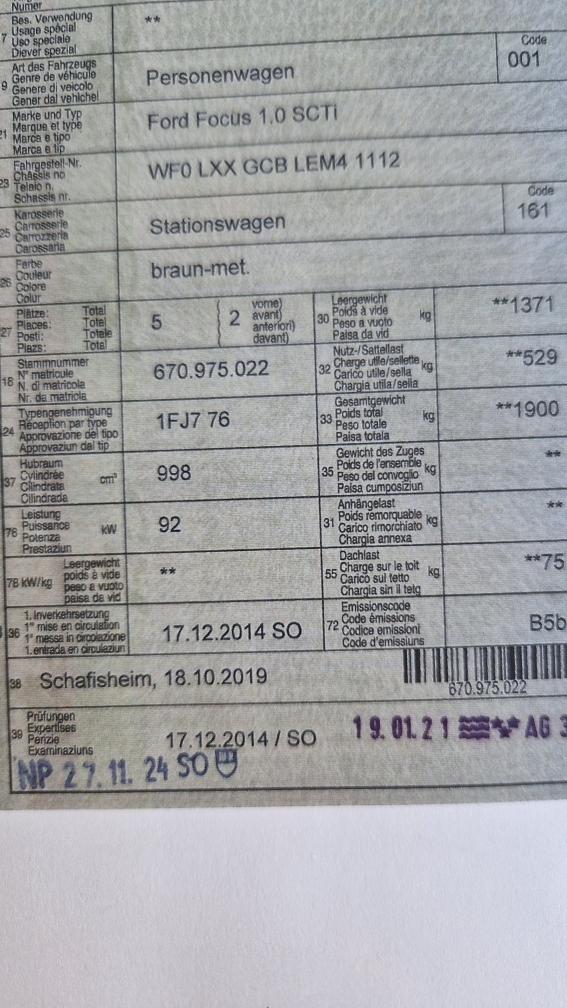 Numer
7 Bes. Verwendung
Usage spécial
Uso speciale
Diever spezial
**
9 Art des Fahrzeugs
Genre de véhicule
Genere di veicolo
Gener dal vehichel
Personenwagen
Code
001
21 Marke und Typ
Marque et type
Marca e tipo
Marca e tip
Ford Focus 1.0 SCTi
23 Fahrgestell-Nr.
Châssis no
Telaio n.
Schassis nr.
WF0 LXX GCB LEM4 1112
25 Karosserie
Carrosserie
Carrozzeria
Carossaria
Stationswagen
Code
161
26 Farbe
Couleur
Colore
Colur
braun-met.
27 Plätze: Total
Places: Total
Posti: Totale
Plazs: Total
5
2 vorne)
avant)
anteriori)
davant)
30 Leergewicht
Poids à vide
Peso a vuoto
Paisa da vid
kg
**1371
18 Stammnummer
N° matricule
N. di matricola
Nr. da matricla
670.975.022
32 Nutz-/Sattellast
Charge utile/sellette
Carico utile/sella
Chargia utila/sella
kg
**529
24 Typengenehmigung
Réception par type
Approvazione del tipo
Approvaziun dal tip
1FJ7 76
33 Gesamtgewicht
Poids total
Peso totale
Paisa totala
kg
**1900
37 Hubraum
Cylindrée
Cilindrata
Cilindrada
cm³
998
35 Gewicht des Zuges
Poids de l'ensemble
Peso del convoglio
Paisa cumposiziun
kg
**
76 Leistung
Puissance
Potenza
Prestaziun
kW
92
31 Anhängelast
Poids remorquable
Carico rimorchiato
Chargia annexa
kg
**
78 kW/kg
Leergewicht
poids à vide
peso a vuoto
paisa da vid
**
55 Dachlast
Charge sur le toit
Carico sul tetto
Chargia sin il tetg
kg
**75
36 1. Inverkehrsetzung
1re mise en circulation
1a messa in circolazione
1. entrada en circulaziun
17.12.2014 SO
72 Emissionscode
Code émissions
Codice emissioni
Code d'emissiuns
B5b
38 Schafisheim, 18.10.2019
670.975.022
39 Prüfungen
Expertises
Perizie
Examinaziuns
17.12.2014 / SO
19.01.21 AG 3
NP 27.11.24 SO